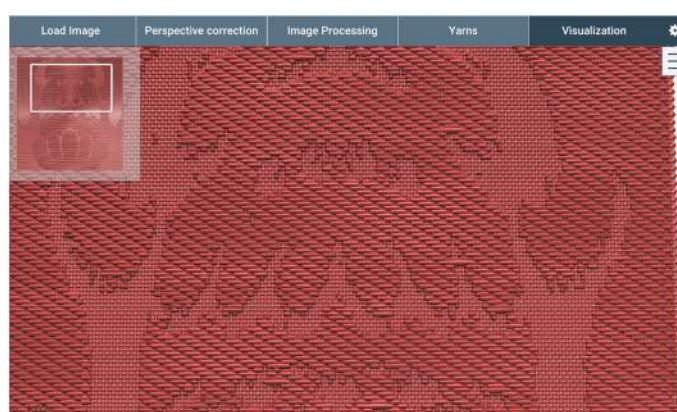 Load Image
Perspective correction
Image Processing
Yarns
Visualization